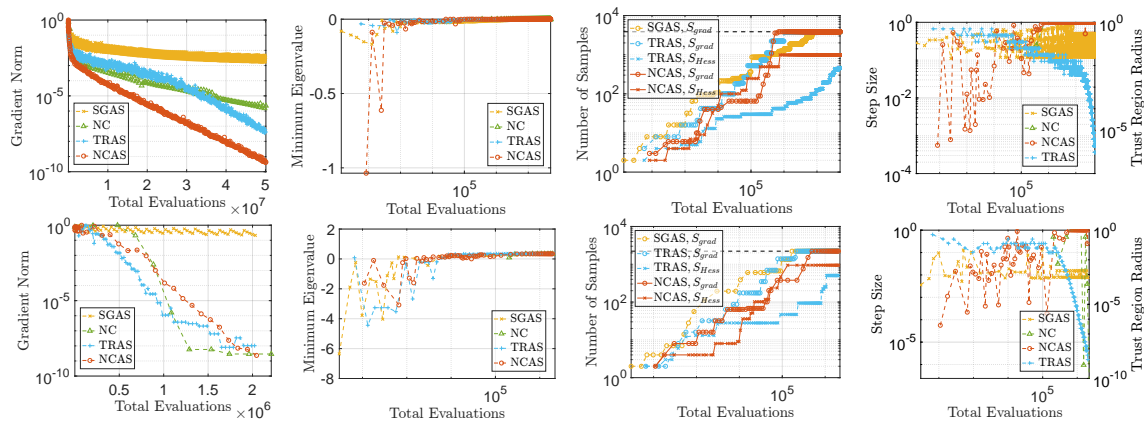 Gradient Norm
10^0
10^-5
10^-10
SGAS
NC
TRAS
NCAS
1 2 3 4 5
Total Evaluations
×10^7
Minimum Eigenvalue
0
-0.5
-1
SGAS
NC
TRAS
NCAS
10^5
Total Evaluations
Number of Samples
10^4
10^2
10^0
SGAS, S_grad
TRAS, S_grad
TRAS, S_Hess
NCAS, S_grad
NCAS, S_Hess
10^5
Total Evaluations
Step Size
10^0
10^-2
10^-4
SGAS
NC
TRAS
10^5
Total Evaluations
10^0
10^-5
Trust Region Radius
Gradient Norm
10^0
10^-5
10^-10
SGAS
NC
TRAS
NCAS
0.5 1 1.5 2
Total Evaluations
×10^6
Minimum Eigenvalue
2
0
-2
-4
-6
-8
SGAS
NC
TRAS
NCAS
10^5
Total Evaluations
Number of Samples
10^4
10^2
10^0
SGAS, S_grad
TRAS, S_grad
TRAS, S_Hess
NCAS, S_grad
NCAS, S_Hess
10^5
Total Evaluations
Step Size
10^0
10^-5
SGAS
NC
TRAS
10^5
Total Evaluations
10^0
10^-5
10^-10
Trust Region Radius